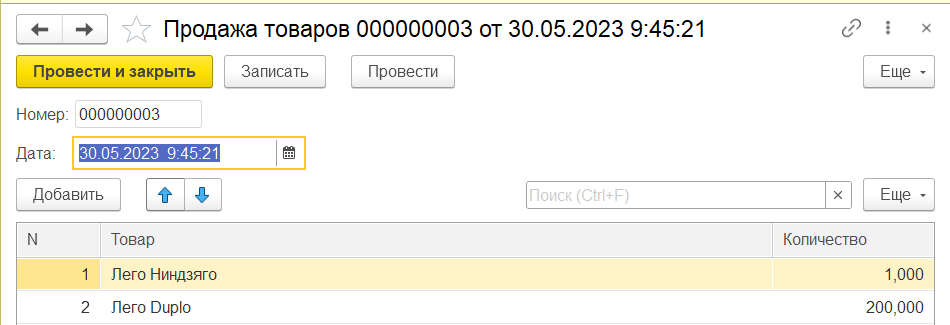 Продажа товаров 000000003 от 30.05.2023 9:45:21
Провести и закрыть Записать Провести Еще
Номер: 000000003
Дата: 30.05.2023 9:45:21
Добавить Поиск (Ctrl+F) Еще
N Товар Количество
1 Лего Ниндзяго 1,000
2 Лего Duplo 200,000